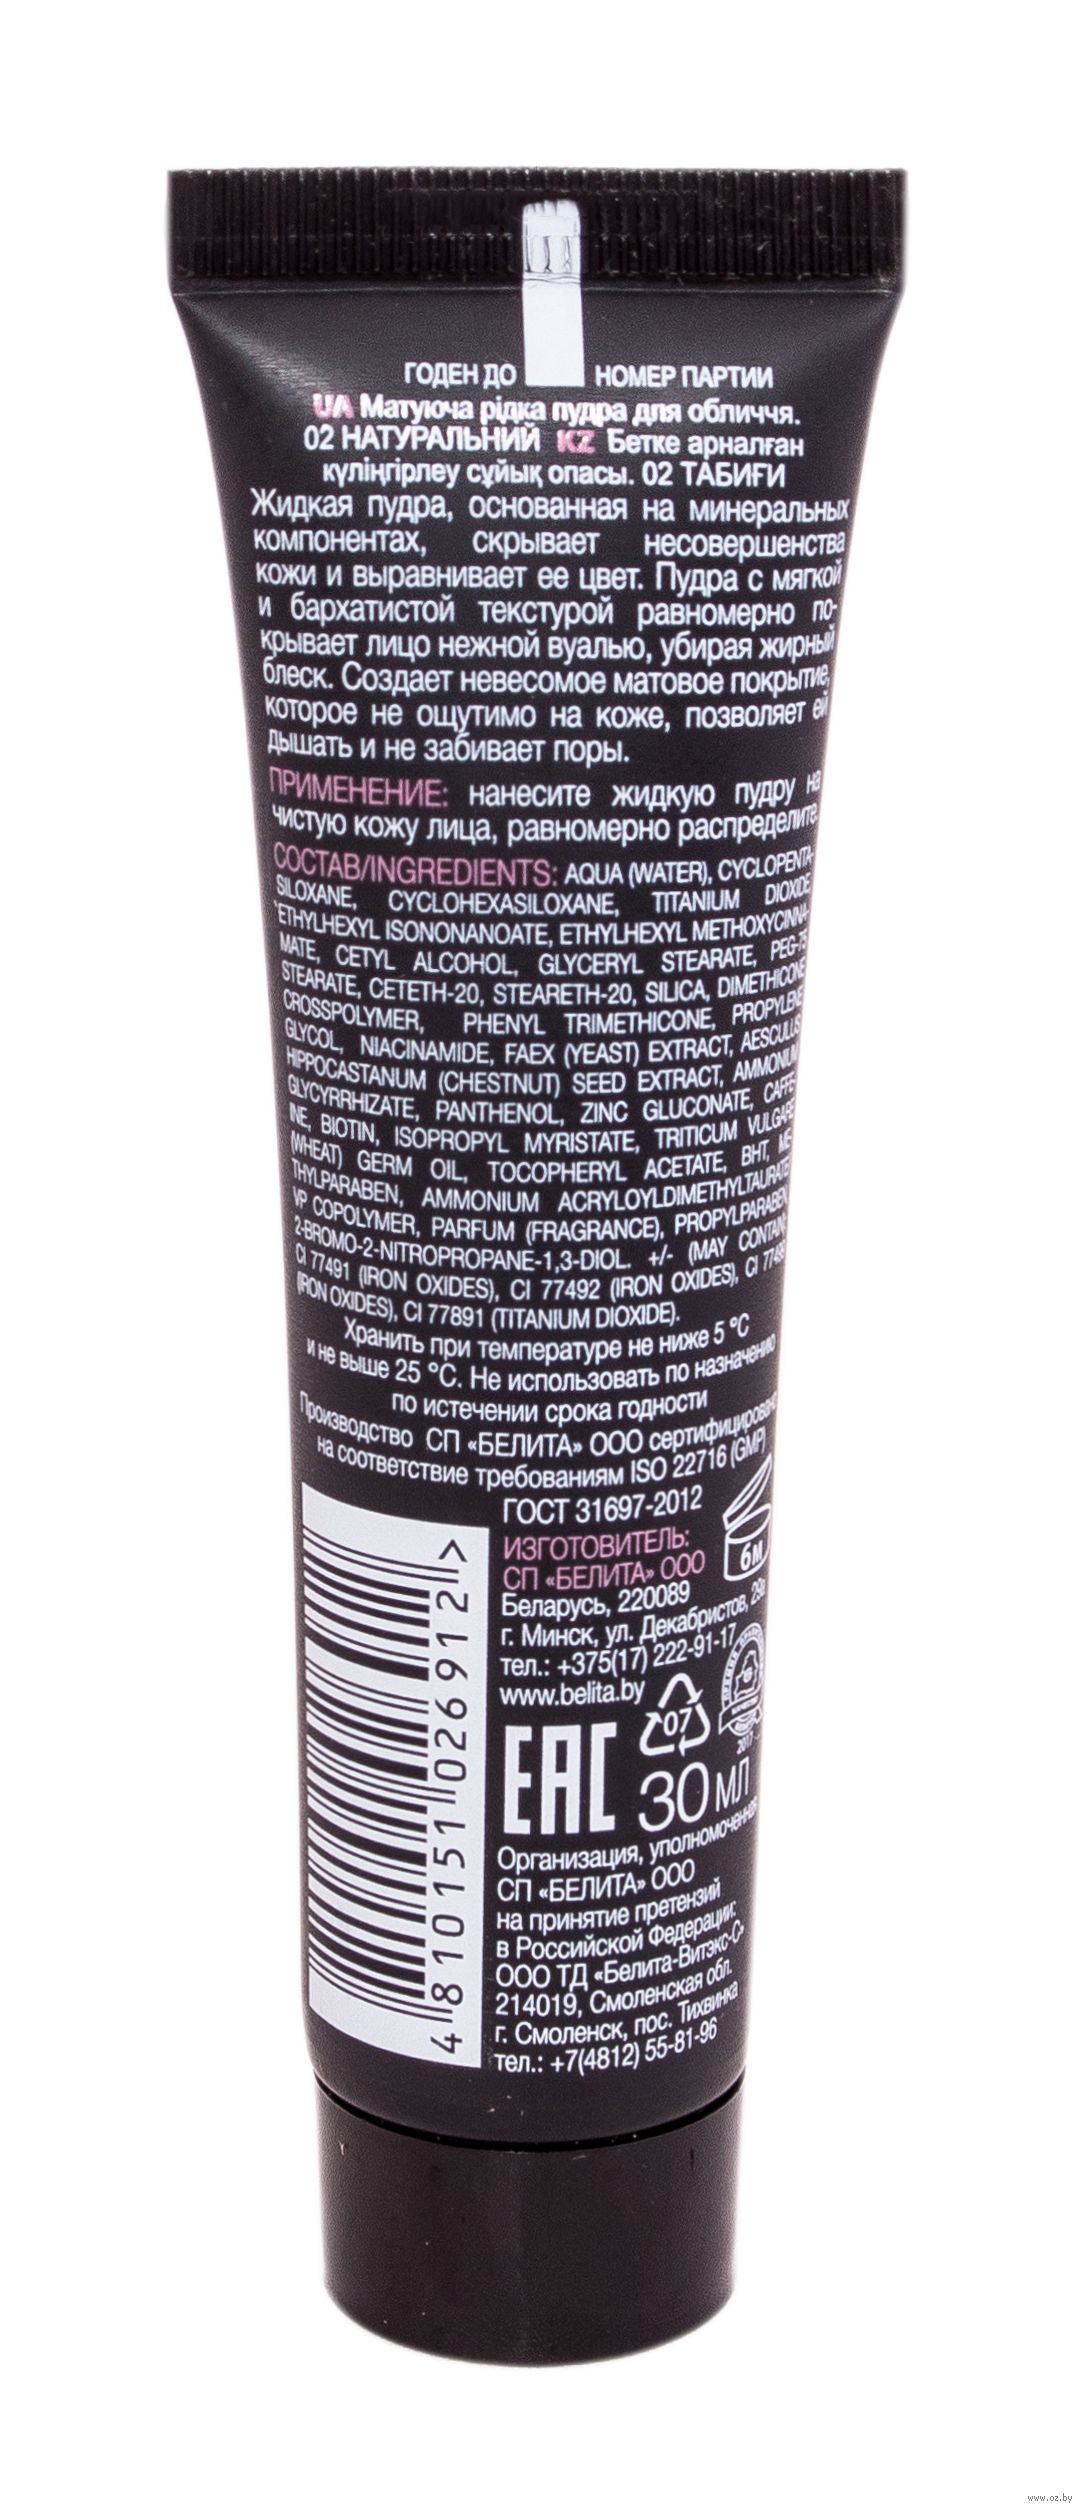 ГОДЕН ДО НОМЕР ПАРТИИ
UA Матуюча рідка пудра для обличчя.
02 НАТУРАЛЬНИЙ KZ Бетке арналған
күліңгірлеу сұйық опасы. 02 ТАБИҒИ
Жидкая пудра, основанная на минеральных
компонентах, скрывает несовершенства
кожи и выравнивает ее цвет. Пудра с мягкой
и бархатистой текстурой равномерно по-
крывает лицо нежной вуалью, убирая жирный
блеск. Создает невесомое матовое покрытие,
которое не ощутимо на коже, позволяет ей
дышать и не забивает поры.
ПРИМЕНЕНИЕ: нанесите жидкую пудру на
чистую кожу лица, равномерно распределите.
СОСТАВ/INGREDIENTS: AQUA (WATER), CYCLOPENTA-
SILOXANE, CYCLOHEXASILOXANE, TITANIUM DIOXIDE
ETHYLHEXYL ISONONANOATE, ETHYLHEXYL METHOXYCINNA-
MATE, CETYL ALCOHOL, GLYCERYL STEARATE, PEG-75
STEARATE, CETETH-20, STEARETH-20, SILICA, DIMETHICONE
CROSSPOLYMER, PHENYL TRIMETHICONE, PROPYLENE
GLYCOL, NIACINAMIDE, FAEX (YEAST) EXTRACT, AESCULUS
HIPPOCASTANUM (CHESTNUT) SEED EXTRACT, AMMONIUM
GLYCYRRHIZATE, PANTHENOL, ZINC GLUCONATE, CAFFE-
INE, BIOTIN, ISOPROPYL MYRISTATE, TRITICUM VULGARE
(WHEAT) GERM OIL, TOCOPHERYL ACETATE, BHT, ME-
THYLPARABEN, AMMONIUM ACRYLOYLDIMETHYLTAURATE/
VP COPOLYMER, PARFUM (FRAGRANCE), PROPYLPARABEN,
2-BROMO-2-NITROPROPANE-1,3-DIOL. +/- (MAY CONTAIN):
CI 77491 (IRON OXIDES), CI 77492 (IRON OXIDES), CI 77499
(IRON OXIDES), CI 77891 (TITANIUM DIOXIDE).
Хранить при температуре не ниже 5 °С
и не выше 25 °С. Не использовать по назначению
по истечении срока годности
Производство СП «БЕЛИТА» ООО сертифицировано
на соответствие требованиям ISO 22716 (GMP)
ГОСТ 31697-2012
ИЗГОТОВИТЕЛЬ:
СП «БЕЛИТА» ООО
Беларусь, 220089
г. Минск, ул. Декабристов, 29а
тел.: +375(17) 222-91-17
www.belita.by
6М
07
2017
EAC 30 МЛ
Организация, уполномоченная
СП «БЕЛИТА» ООО
на принятие претензий
в Российской Федерации:
ООО ТД «Белита-Витэкс-С»
214019, Смоленская обл.
г. Смоленск, пос. Тихвинка
тел.: +7(4812) 55-81-96
4 810151 026912 >
www.oz.by